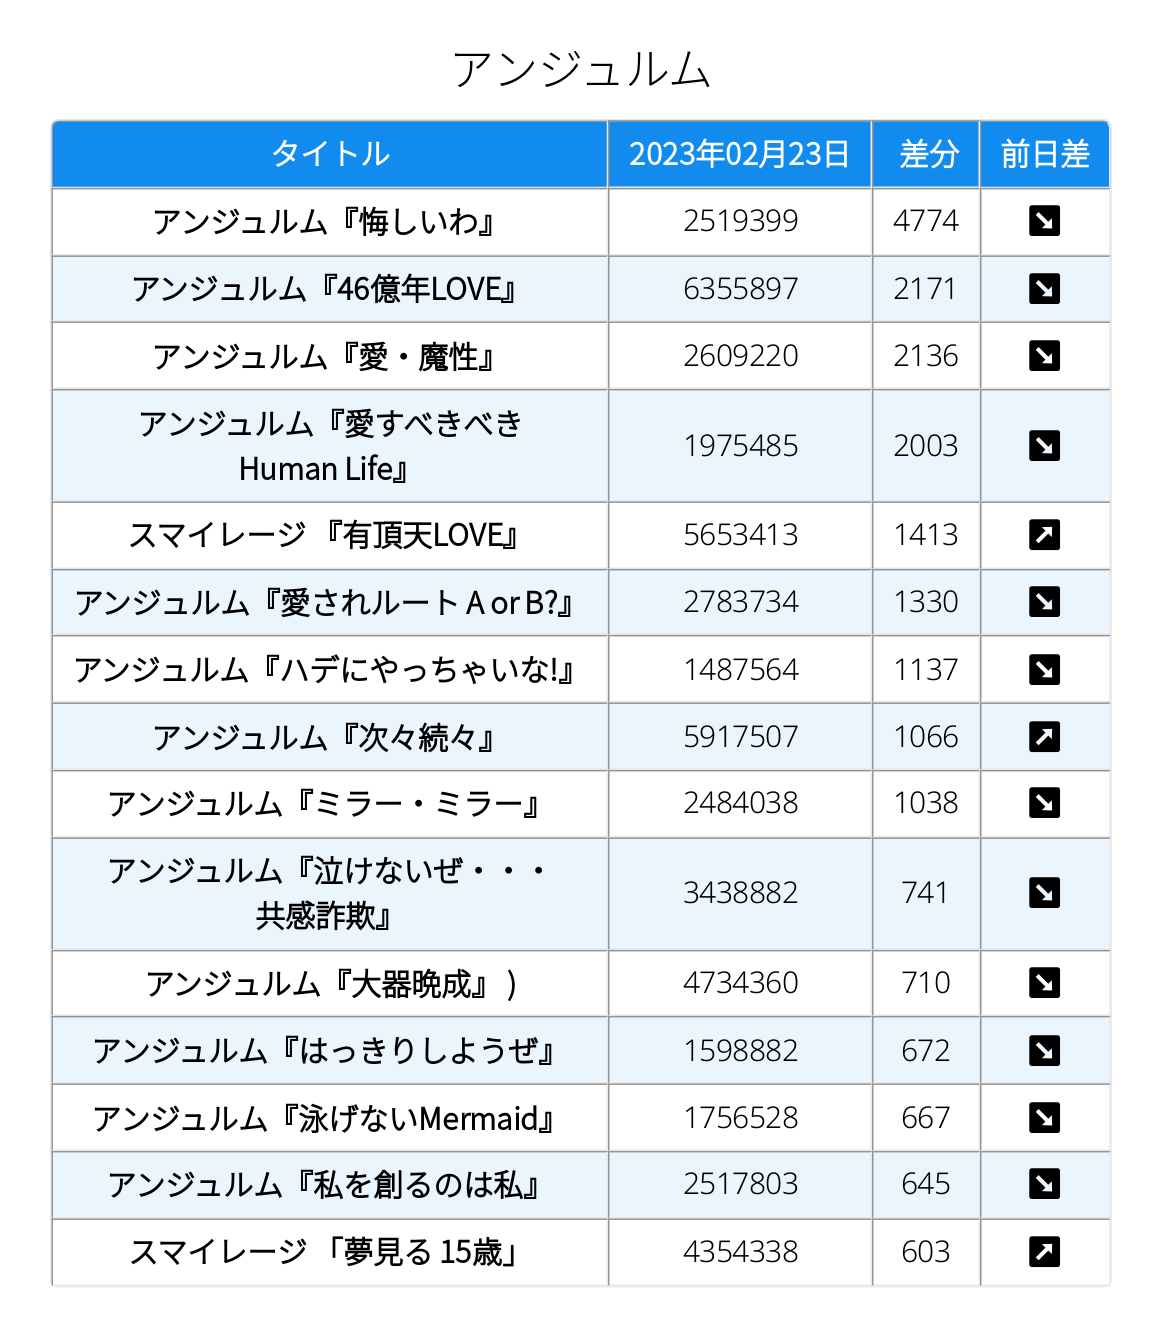 アンジュルム
タイトル 2023年02月23日 差分 前日差
アンジュルム『悔しいわ』 2519399 4774
アンジュルム『46億年LOVE』 6355897 2171
アンジュルム『愛・魔性』 2609220 2136
アンジュルム『愛すべきべき
Human Life』 1975485 2003
スマイレージ 『有頂天LOVE』 5653413 1413
アンジュルム『愛されルート A or B?』 2783734 1330
アンジュルム『ハデにやっちゃいな!』 1487564 1137
アンジュルム『次々続々』 5917507 1066
アンジュルム『ミラー・ミラー』 2484038 1038
アンジュルム『泣けないぜ・・・
共感詐欺』 3438882 741
アンジュルム『大器晩成』 ) 4734360 710
アンジュルム『はっきりしようぜ』 1598882 672
アンジュルム『泳げないMermaid』 1756528 667
アンジュルム『私を創るのは私』 2517803 645
スマイレージ 「夢見る 15歳」 4354338 603